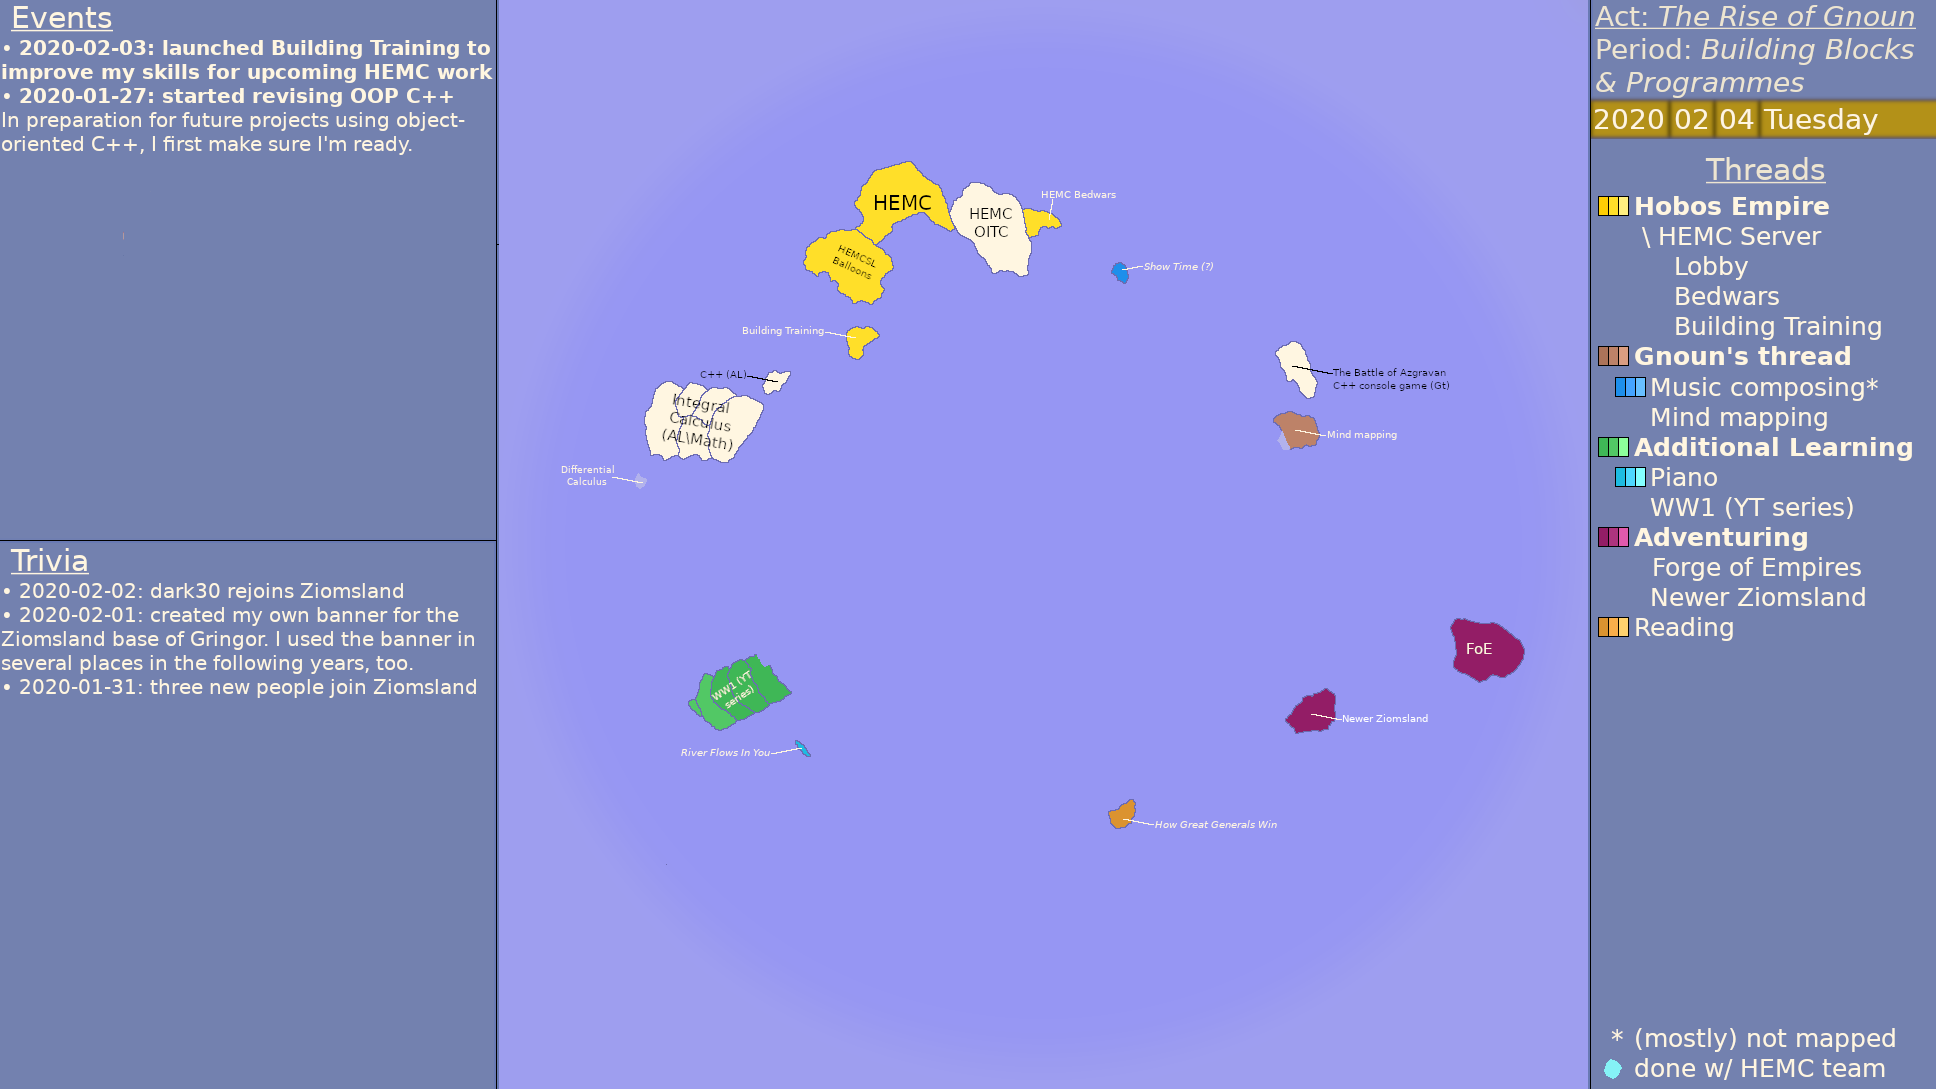 Events
• 2020-02-03: launched Building Training to
improve my skills for upcoming HEMC work
• 2020-01-27: started revising OOP C++
In preparation for future projects using object-
oriented C++, I first make sure I'm ready.
Trivia
• 2020-02-02: dark30 rejoins Ziomsland
• 2020-02-01: created my own banner for the
Ziomsland base of Gringor. I used the banner in
several places in the following years, too.
• 2020-01-31: three new people join Ziomsland
HEMC
HEMC
OITC
HEMC Bedwars
HEMCSL
Balloons
Show Time (?)
Building Training
C++ (AL)
Integral
Calculus
(AL\Math)
Differential
Calculus
The Battle of Azgravan
C++ console game (Gt)
Mind mapping
FoE
Newer Ziomsland
WW1 (YT
series)
River Flows In You
How Great Generals Win
Act: The Rise of Gnoun
Period: Building Blocks
& Programmes
2020 02 04 Tuesday
Threads
Hobos Empire
\ HEMC Server
Lobby
Bedwars
Building Training
Gnoun's thread
Music composing*
Mind mapping
Additional Learning
Piano
WW1 (YT series)
Adventuring
Forge of Empires
Newer Ziomsland
Reading
* (mostly) not mapped
done w/ HEMC team